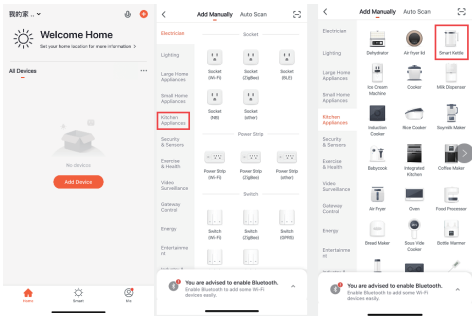 我的家 .. ▾
Welcome Home
Set your home location for more information >
All Devices
No devices
Add Device
Home
Smart
Me
Add Manually Auto Scan
Electrician
Lighting
Large Home
Appliances
Small Home
Appliances
Kitchen
Appliances
Security
& Sensors
Exercise
& Health
Video
Surveillance
Gateway
Control
Energy
Entertainme
nt
Socket
Socket
(Wi-Fi)
Socket
(ZigBee)
Socket
(BLE)
Socket
(NB)
Socket
(other)
Power Strip
Power Strip
(Wi-Fi)
Power Strip
(ZigBee)
Power Strip
(other)
Switch
Switch
(Wi-Fi)
Switch
(ZigBee)
Switch
(GPRS)
You are advised to enable Bluetooth.
Enable Bluetooth to add some Wi-Fi
devices easily.
Add Manually Auto Scan
Electrician
Lighting
Large Home
Appliances
Small Home
Appliances
Kitchen
Appliances
Security
& Sensors
Exercise
& Health
Video
Surveillance
Gateway
Control
Energy
Entertainme
nt
Dehydrator
Air-fryer lid
Smart Kettle
Ice Cream
Machine
Cooker
Milk Dispenser
Induction
Cooker
Rice Cooker
Soymilk Maker
Babycook
Integrated
Kitchen
Coffee Maker
Air Fryer
Oven
Food Processor
Bread Maker
Sous Vide
Cooker
Bottle Warmer
You are advised to enable Bluetooth.
Enable Bluetooth to add some Wi-Fi
devices easily.